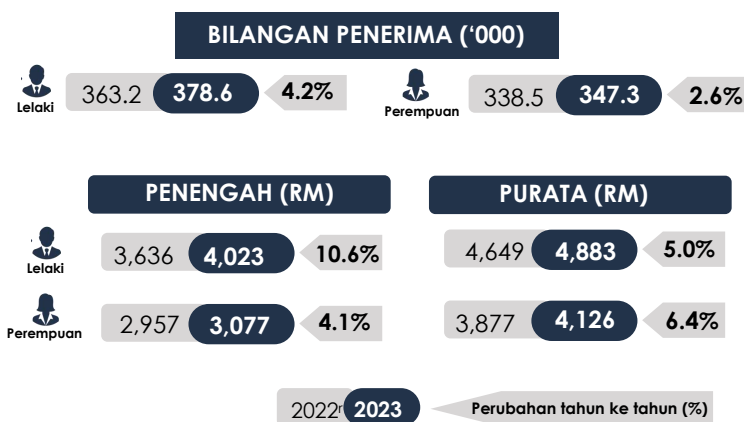 BILANGAN PENERIMA (‘000)
Lelaki 363.2 378.6 4.2%
Perempuan 338.5 347.3 2.6%
PENENGAH (RM)
Lelaki 3,636 4,023 10.6%
Perempuan 2,957 3,077 4.1%
PURATA (RM)
4,649 4,883 5.0%
3,877 4,126 6.4%
2022r 2023 Perubahan tahun ke tahun (%)